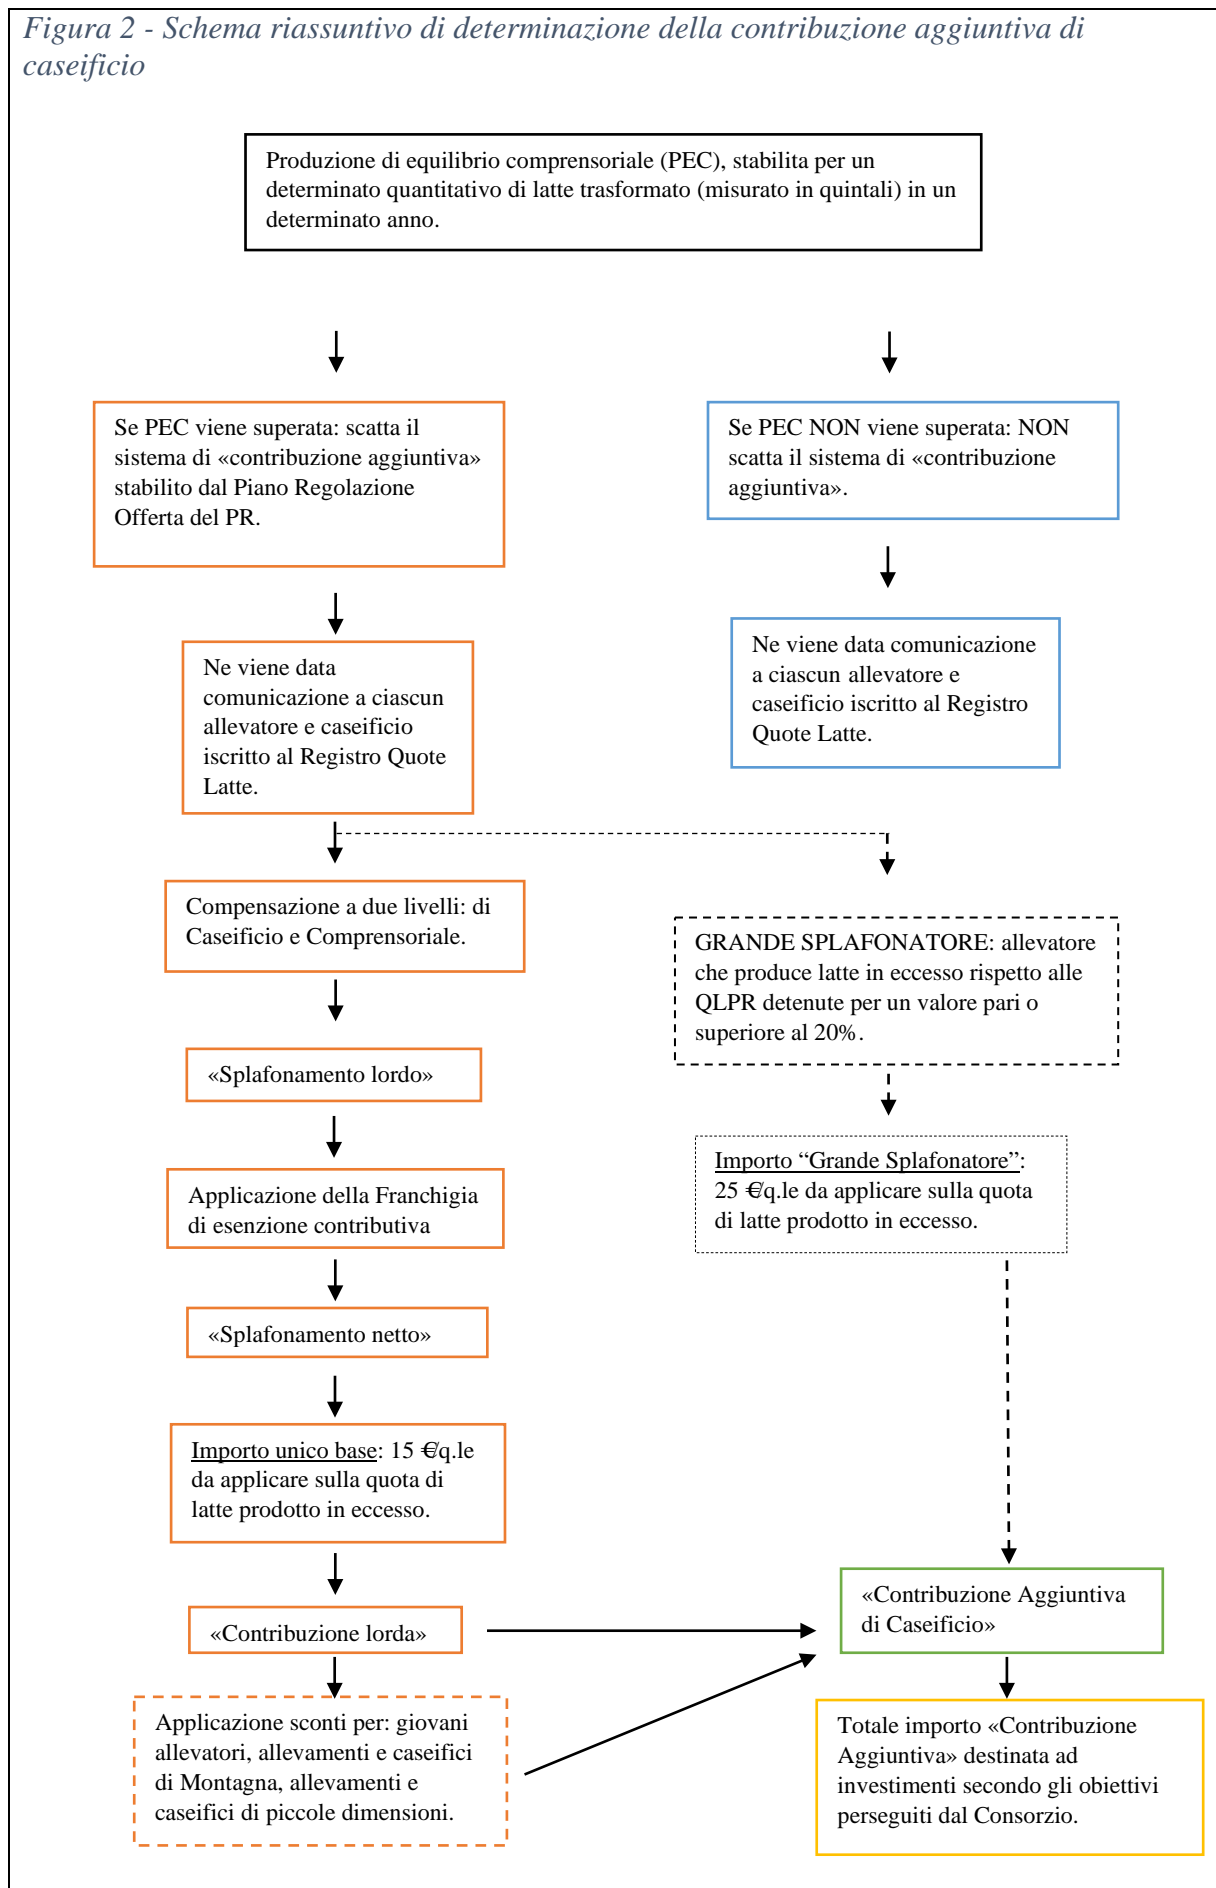 Figura 2 - Schema riassuntivo di determinazione della contribuzione aggiuntiva di
caseificio
Produzione di equilibrio comprensoriale (PEC), stabilita per un
determinato quantitativo di latte trasformato (misurato in quintali) in un
determinato anno.
Se PEC viene superata: scatta il
sistema di «contribuzione aggiuntiva»
stabilito dal Piano Regolazione
Offerta del PR.
Se PEC NON viene superata: NON
scatta il sistema di «contribuzione
aggiuntiva».
Ne viene data
comunicazione a ciascun
allevatore e caseificio
iscritto al Registro Quote
Latte.
Ne viene data comunicazione
a ciascun allevatore e
caseificio iscritto al Registro
Quote Latte.
Compensazione a due livelli: di
Caseificio e Comprensoriale.
GRANDE SPLAFONATORE: allevatore
che produce latte in eccesso rispetto alle
QLPR detenute per un valore pari o
superiore al 20%.
«Splafonamento lordo»
Importo “Grande Splafonatore”:
25 €/q.le da applicare sulla quota
di latte prodotto in eccesso.
Applicazione della Franchigia
di esenzione contributiva
«Splafonamento netto»
Importo unico base: 15 €/q.le
da applicare sulla quota di
latte prodotto in eccesso.
«Contribuzione lorda»
«Contribuzione Aggiuntiva
di Caseificio»
Applicazione sconti per: giovani
allevatori, allevamenti e caseifici
di Montagna, allevamenti e
caseifici di piccole dimensioni.
Totale importo «Contribuzione
Aggiuntiva» destinata ad
investimenti secondo gli obiettivi
perseguiti dal Consorzio.